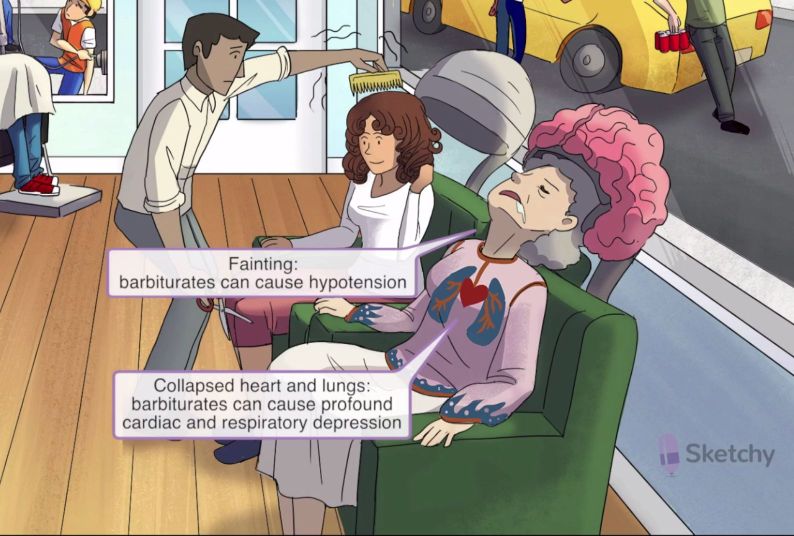 Fainting:
barbiturates can cause hypotension
Collapsed heart and lungs:
barbiturates can cause profound
cardiac and respiratory depression
Sketchy